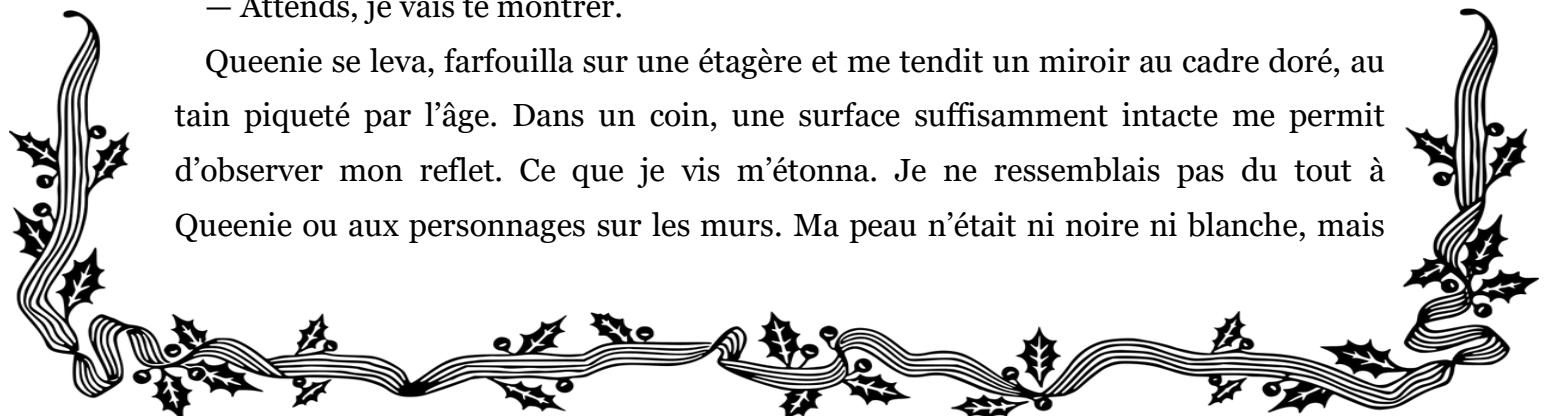 — Attends, je vais te montrer.
Queenie se leva, farfouilla sur une étagère et me tendit un miroir au cadre doré, au
tain piqueté par l’âge. Dans un coin, une surface suffisamment intacte me permit
d’observer mon reflet. Ce que je vis m’étonna. Je ne ressemblais pas du tout à
Queenie ou aux personnages sur les murs. Ma peau n’était ni noire ni blanche, mais